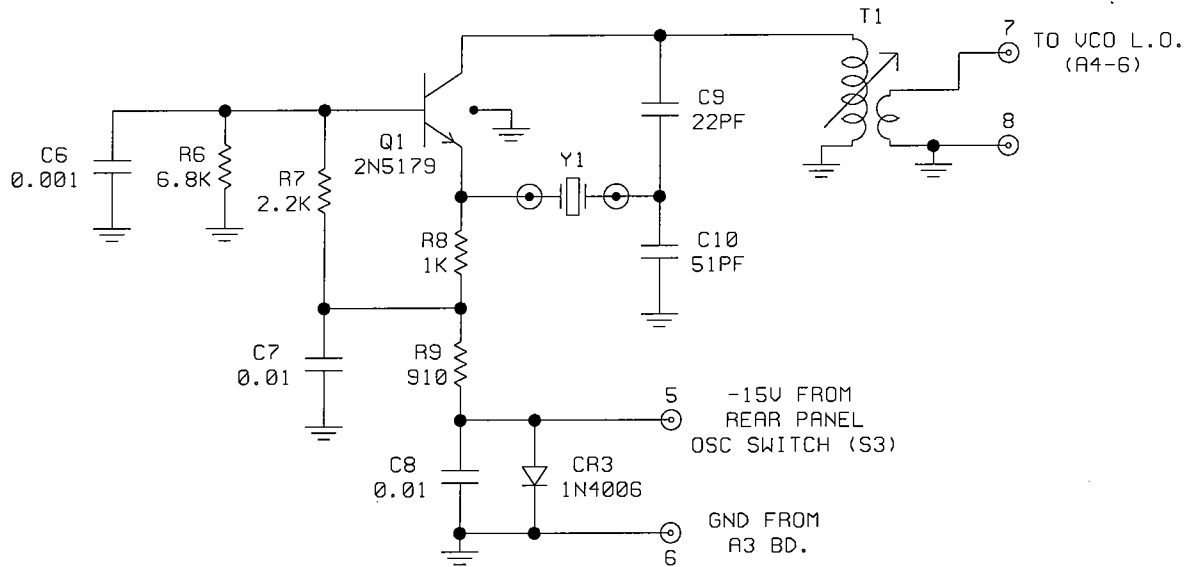 T1
7
TO VCO L.O.
(A4-6)
C9
22PF
8
Q1
2N5179
Y1
C6
0.001
R6
6.8K
R7
2.2K
R8
1K
C10
51PF
C7
0.01
R9
910
5
-15V FROM
REAR PANEL
OSC SWITCH (S3)
C8
0.01
CR3
1N4006
GND FROM
A3 BD.
6